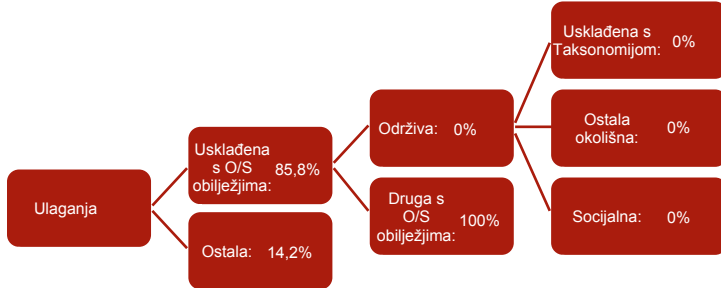 Ulaganja
Usklađena
s O/S
obilježjima: 85,8%
Ostala: 14,2%
Održiva: 0%
Druga s
O/S
obilježjima: 100%
Usklađena s
Taksonomijom: 0%
Ostala
okolišna: 0%
Socijalna: 0%